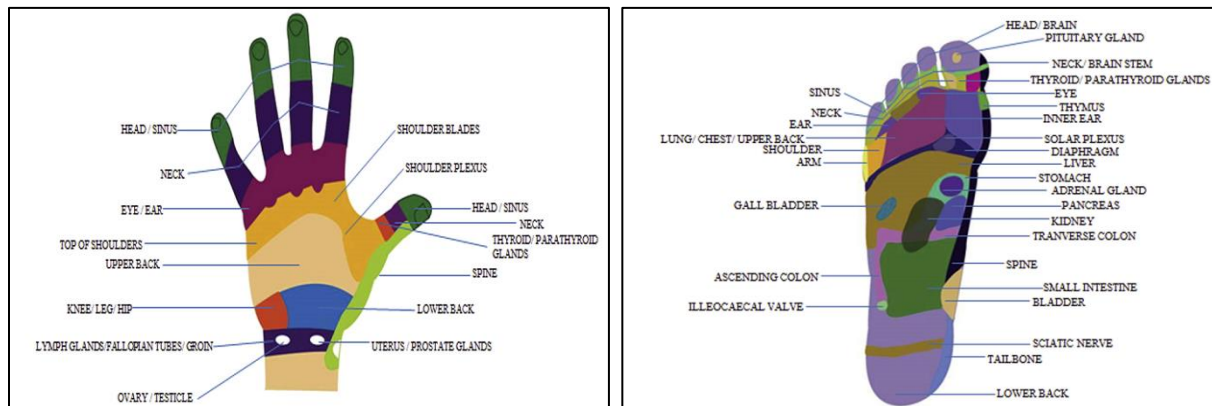 HEAD / SINUS
NECK
EYE / EAR
TOP OF SHOULDERS
UPPER BACK
KNEE/ LEG/ HIP
LYMPH GLANDS/FALLOPIAN TUBES/ GROIN
OVARY / TESTICLE
SHOULDER BLADES
SHOULDER PLEXUS
HEAD / SINUS
NECK
THYROID/ PARATHYROID
GLANDS
SPINE
LOWER BACK
UTERUS / PROSTATE GLANDS
HEAD/ BRAIN
PITUITARY GLAND
NECK/ BRAIN STEM
THYROID/ PARATHYROID GLANDS
EYE
THYMUS
INNER EAR
SOLAR PLEXUS
DIAPHRAGM
LIVER
STOMACH
ADRENAL GLAND
PANCREAS
KIDNEY
TRANVERSE COLON
SPINE
SMALL INTESTINE
BLADDER
SCIATIC NERVE
TAILBONE
LOWER BACK
SINUS
NECK
EAR
LUNG/ CHEST/ UPPER BACK
SHOULDER
ARM
GALL BLADDER
ASCENDING COLON
ILLEOCAECAL VALVE